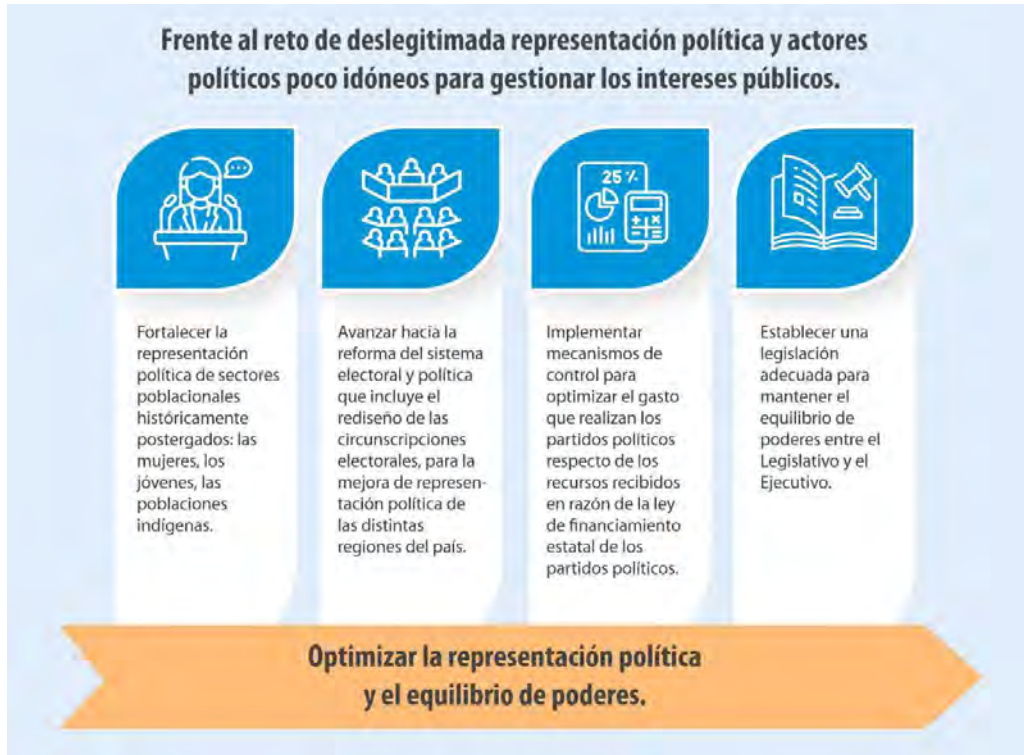 Frente al reto de deslegitimada representación política y actores
políticos poco idóneos para gestionar los intereses públicos.
Fortalecer la
representación
política de sectores
poblacionales
históricamente
postergados: las
mujeres, los
jóvenes, las
poblaciones
indígenas.
Avanzar hacia la
reforma del sistema
electoral y política
que incluye el
rediseño de las
circunscripciones
electorales, para la
mejora de represen-
tación política de
las distintas
regiones del país.
25 %
Implementar
mecanismos de
control para
optimizar el gasto
que realizan los
partidos políticos
respecto de los
recursos recibidos
en razón de la ley
de financiamiento
estatal de los
partidos políticos.
Establecer una
legislación
adecuada para
mantener el
equilibrio de
poderes entre el
Legislativo y el
Ejecutivo.
Optimizar la representación política
y el equilibrio de poderes.